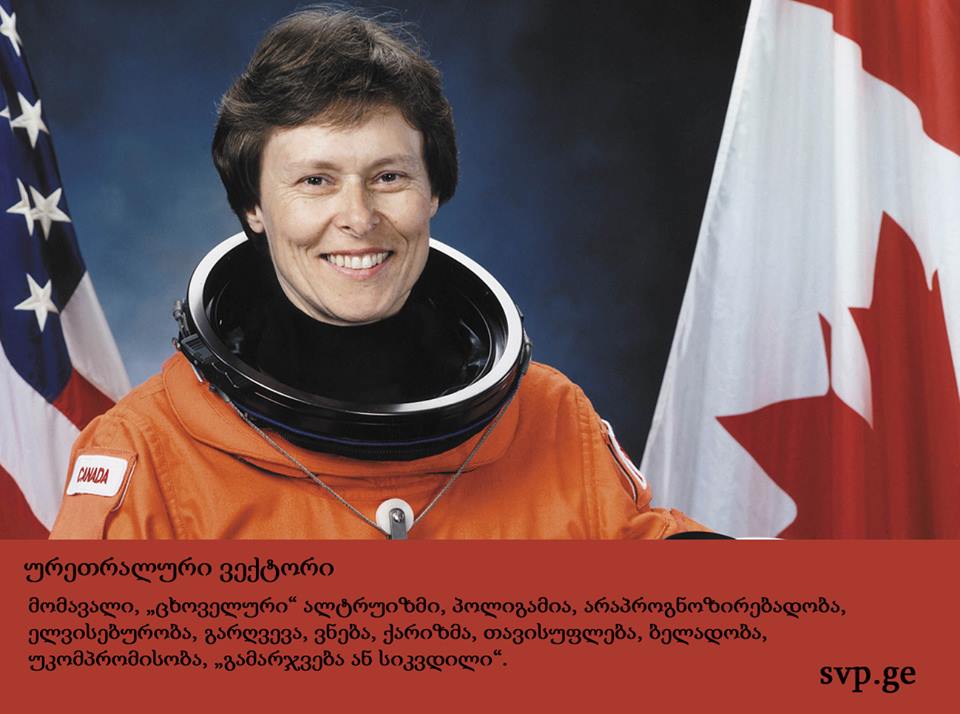 CANADA
ურეთრალური ვექტორი
მომავალი, „ცხოველური“ ალტრუიზმი, პოლიგამია, არაპროგნოზირებადობა,
ელვისებურობა, გარღვევა, ვნება, ქარიზმა, თავისუფლება, ბელადობა,
უკომპრომისობა, „გამარჯვება ან სიკვდილი“.
svp.ge